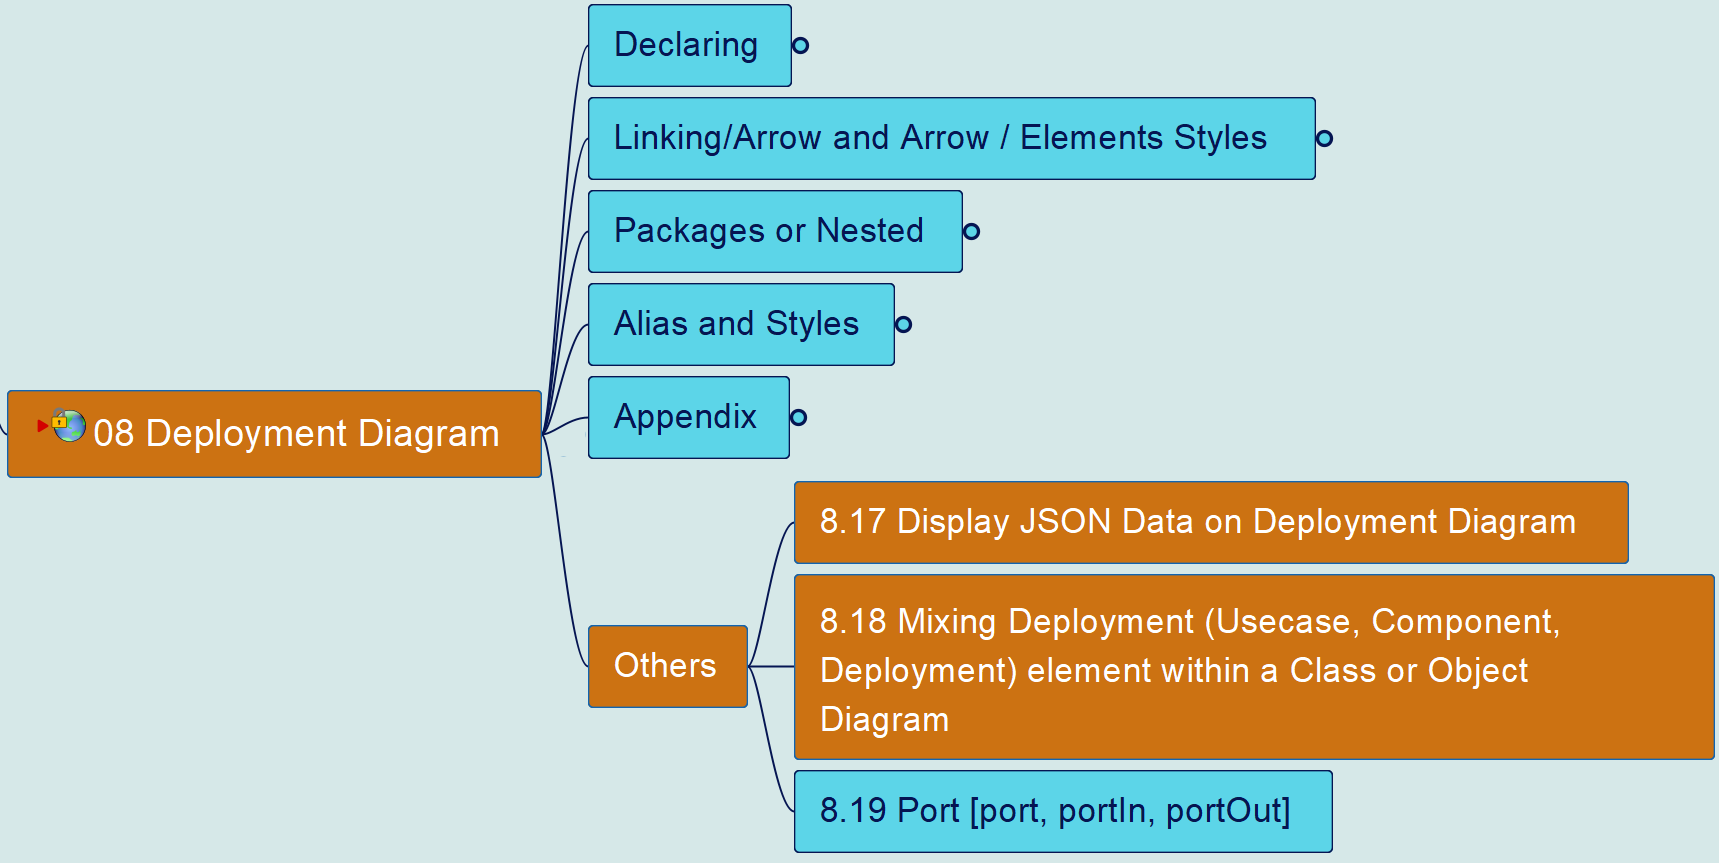 Declaring
Linking/Arrow and Arrow / Elements Styles
Packages or Nested
Alias and Styles
Appendix
08 Deployment Diagram
8.17 Display JSON Data on Deployment Diagram
8.18 Mixing Deployment (Usecase, Component,
Deployment) element within a Class or Object
Diagram
Others
8.19 Port [port, portIn, portOut]